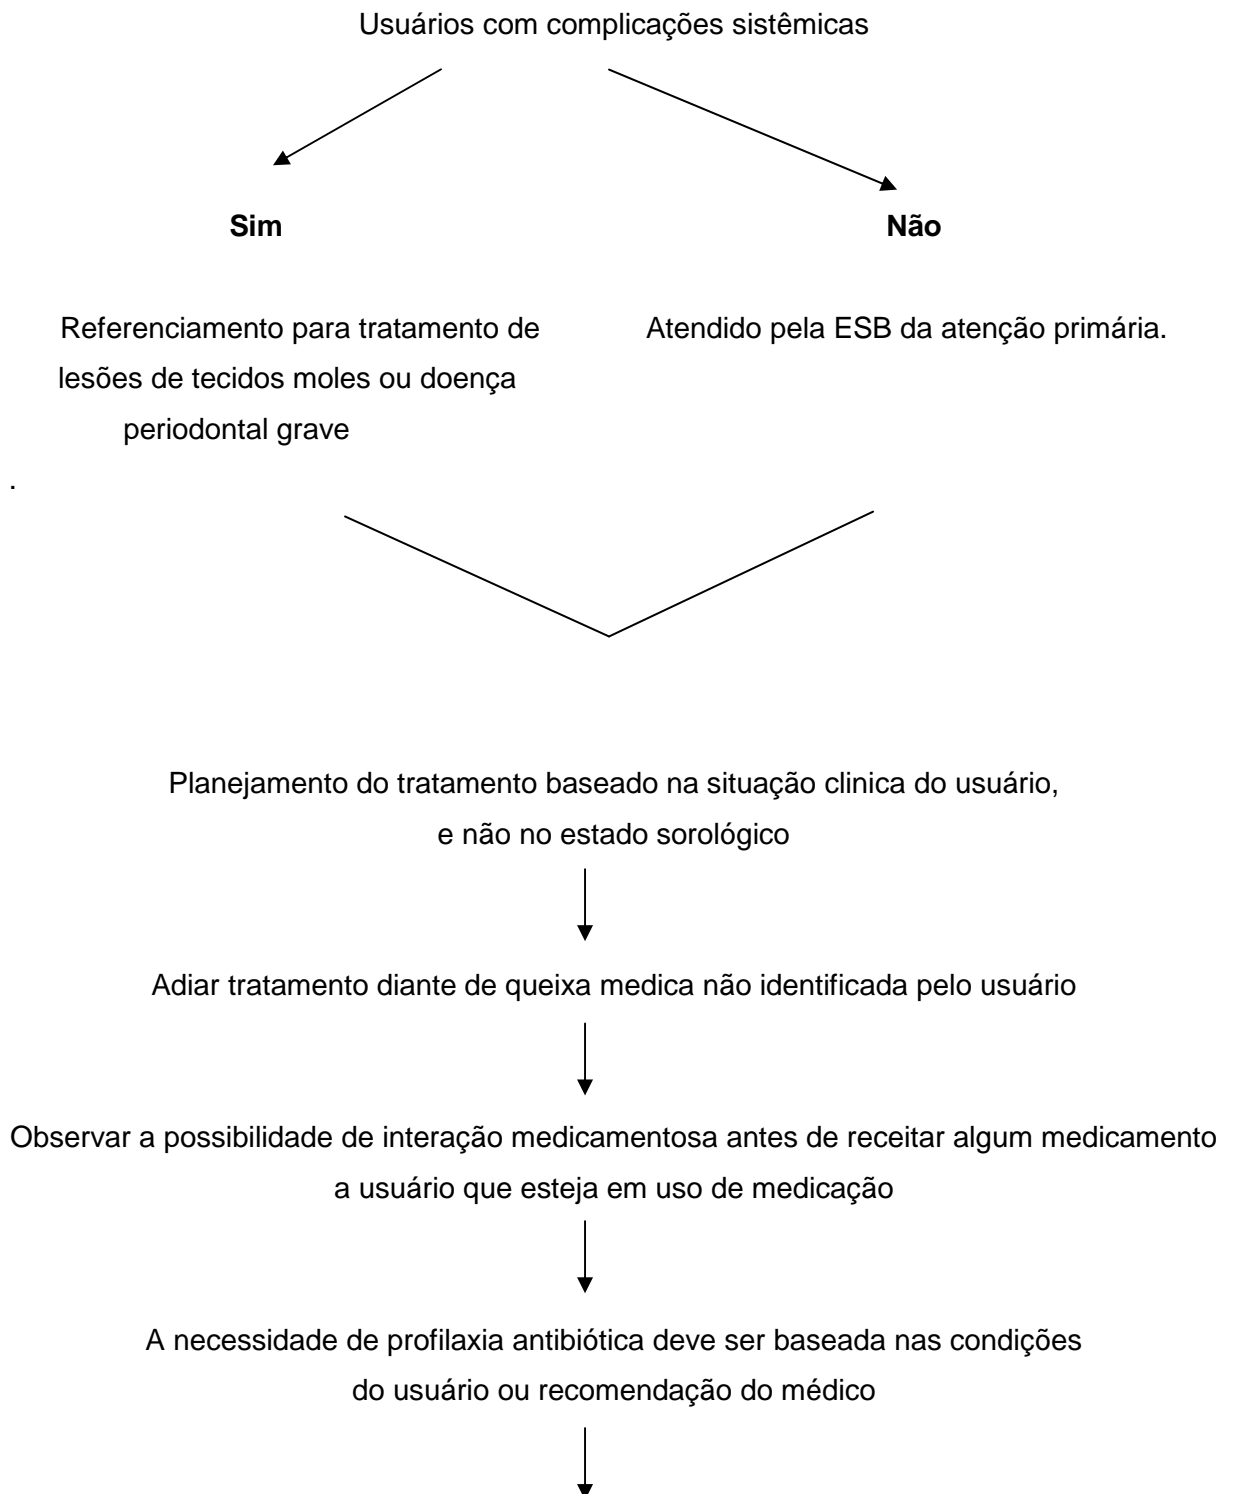 Usuários com complicações sistêmicas
Sim
Não
Referenciamento para tratamento de
lesões de tecidos moles ou doença
periodontal grave
.
Atendido pela ESB da atenção primária.
Planejamento do tratamento baseado na situação clinica do usuário,
e não no estado sorológico
Adiar tratamento diante de queixa medica não identificada pelo usuário
Observar a possibilidade de interação medicamentosa antes de receitar algum medicamento
a usuário que esteja em uso de medicação
A necessidade de profilaxia antibiótica deve ser baseada nas condições
do usuário ou recomendação do médico